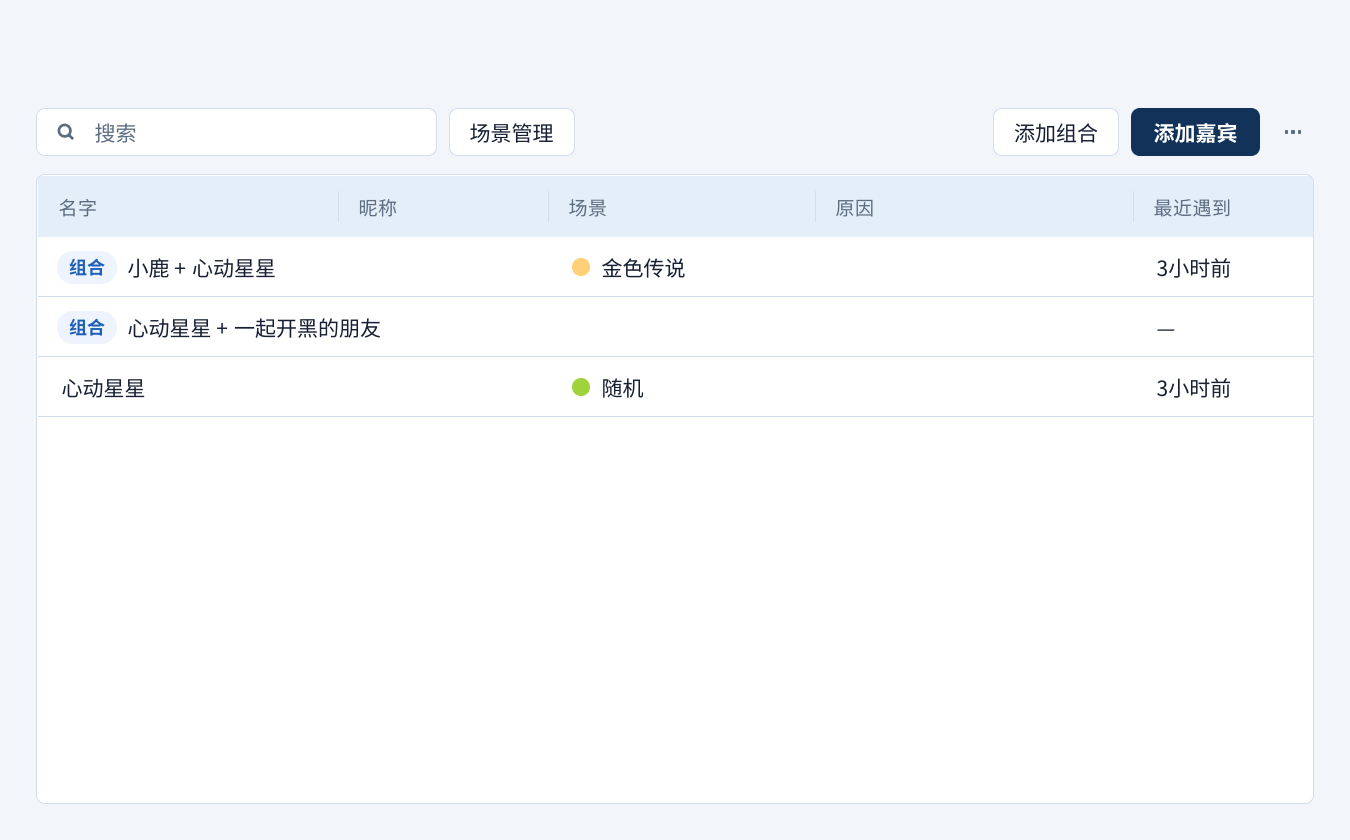 搜索
场景管理
添加组合
添加嘉宾
名字 昵称 场景 原因 最近遇到
组合 小鹿 + 心动星星 金色传说 3小时前
组合 心动星星 + 一起开黑的朋友 —
心动星星 随机 3小时前